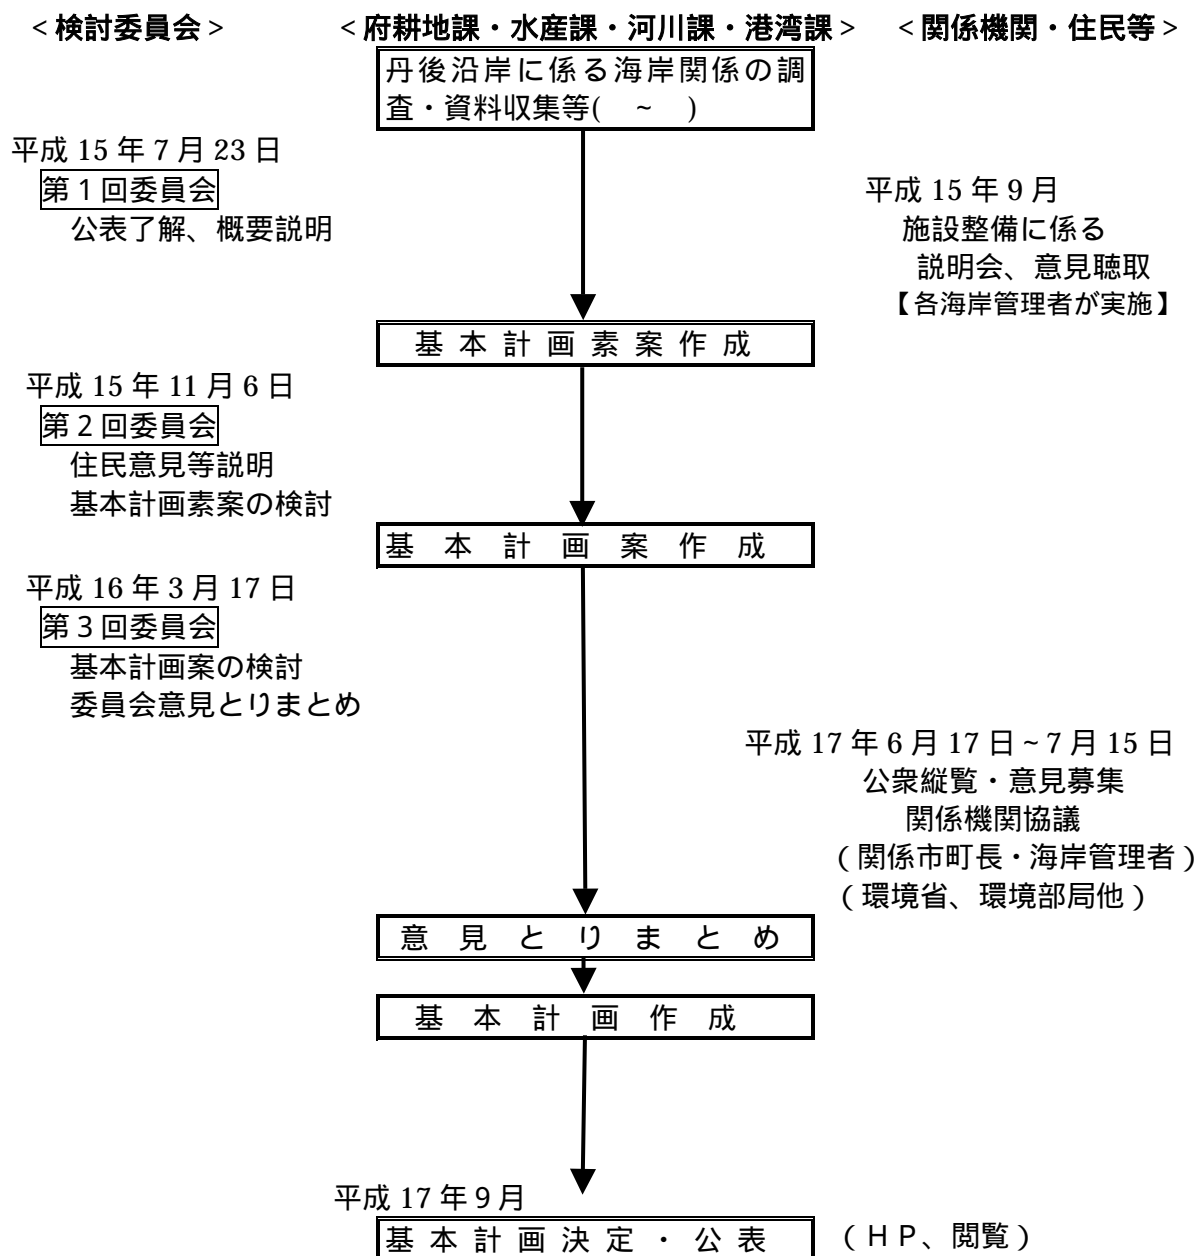 <検討委員会> <府耕地課・水産課・河川課・港湾課> <関係機関・住民等>
丹後沿岸に係る海岸関係の調
査・資料収集等( ~ )
平成 15 年 7 月 23 日
第1回委員会
公表了解、概要説明
平成 15 年 9 月
施設整備に係る
説明会、意見聴取
【各海岸管理者が実施】
基本計画素案作成
平成 15 年 11 月 6 日
第2回委員会
住民意見等説明
基本計画素案の検討
基本計画案作成
平成 16 年 3 月 17 日
第3回委員会
基本計画案の検討
委員会意見とりまとめ
平成 17 年 6 月 17 日~7 月 15 日
公衆縦覧・意見募集
関係機関協議
(関係市町長・海岸管理者)
(環境省、環境部局他)
意見とりまとめ
基本計画作成
平成 17 年 9 月
基本計画決定・公表 (HP、閲覧)